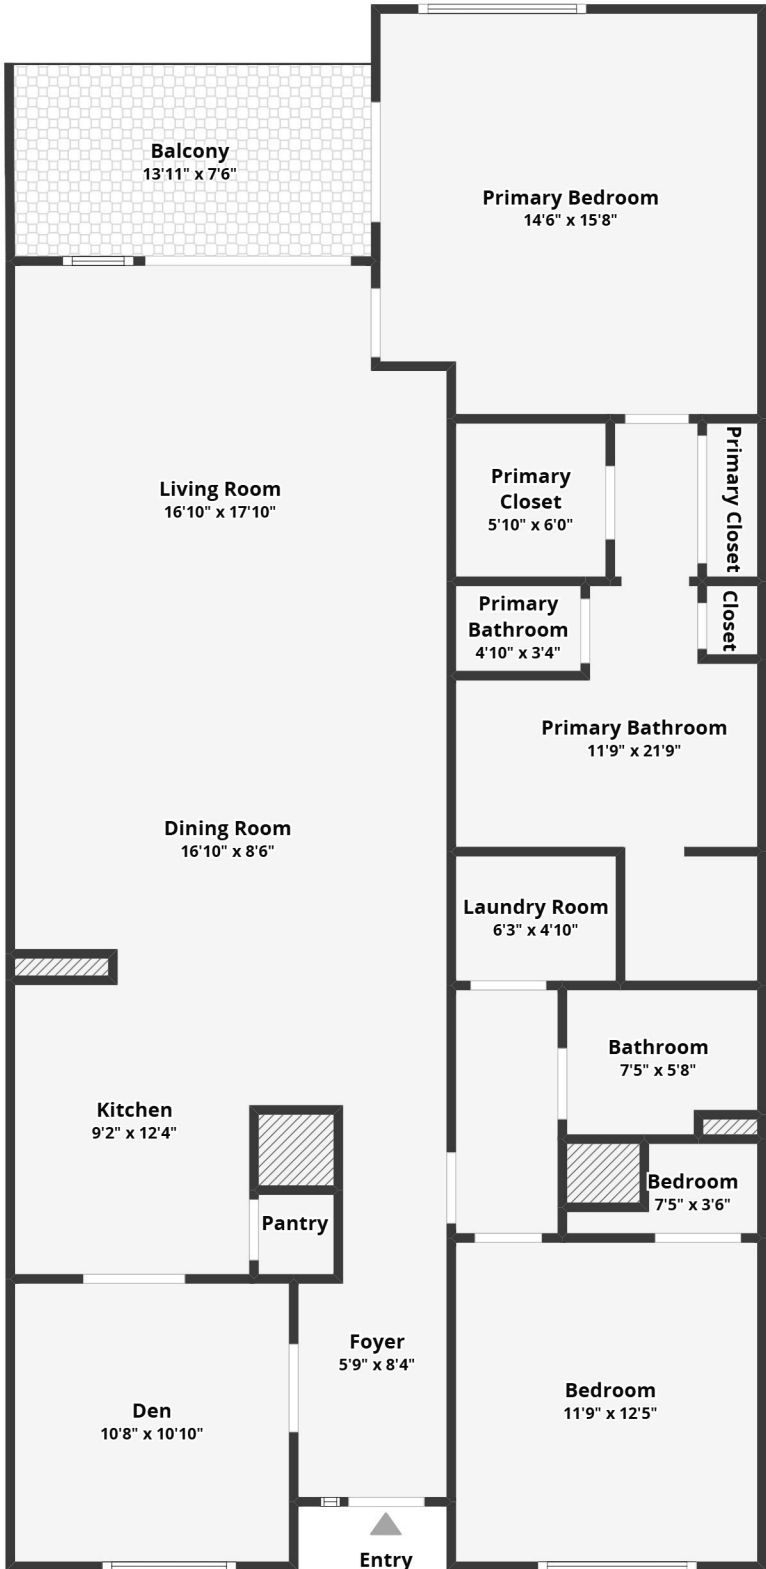 Balcony
13'11" x 7'6"
Primary Bedroom
14'6" x 15'8"
Living Room
16'10" x 17'10"
Primary
Closet
5'10" x 6'0"
Primary Closet
Primary
Bathroom
4'10" x 3'4"
Closet
Primary Bathroom
11'9" x 21'9"
Dining Room
16'10" x 8'6"
Laundry Room
6'3" x 4'10"
Bathroom
7'5" x 5'8"
Kitchen
9'2" x 12'4"
Bedroom
7'5" x 3'6"
Pantry
Foyer
5'9" x 8'4"
Bedroom
11'9" x 12'5"
Den
10'8" x 10'10"
Entry